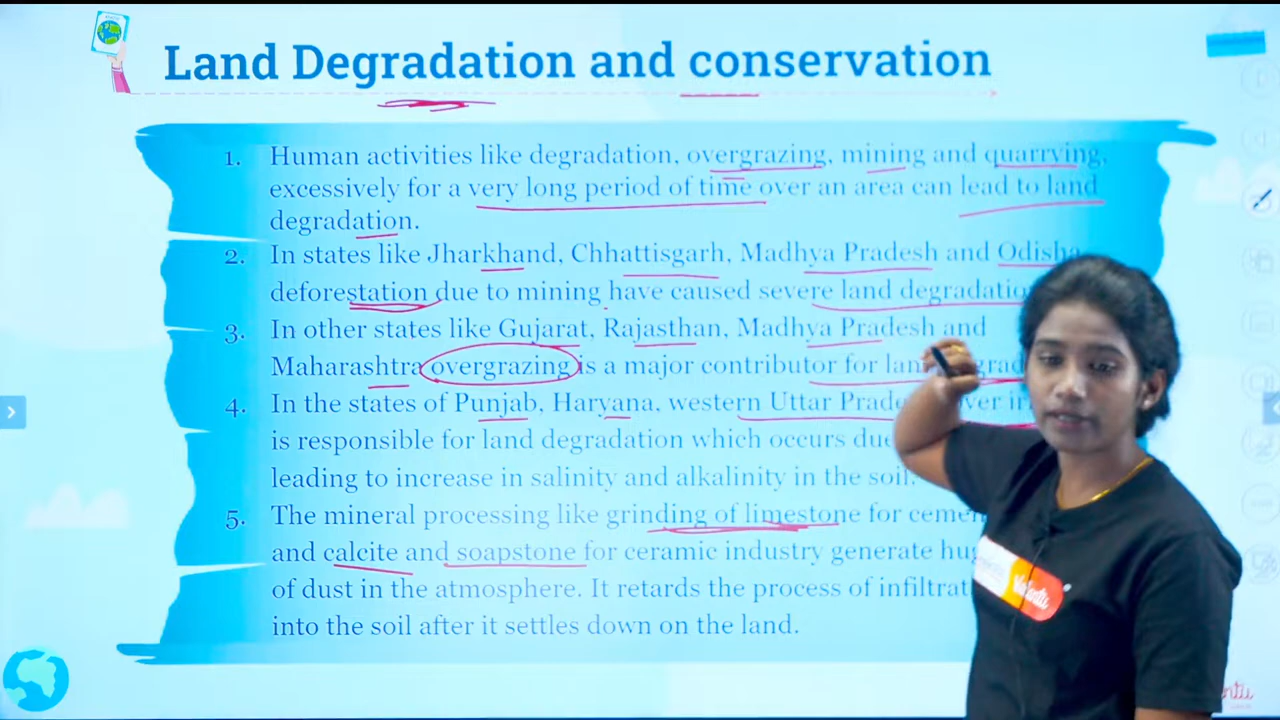 Land Degradation and conservation
1. Human activities like degradation, overgrazing, mining and quarrying,
excessively for a very long period of time over an area can lead to land
degradation.
2. In states like Jharkhand, Chhattisgarh, Madhya Pradesh and Odisha
deforestation due to mining have caused severe land
3. In other states like Gujarat, Rajasthan, Madhya Pradesh and
Maharashtra overgrazing is a major contributor for
4. In the states of Punjab, Haryana, western Uttar
is responsible for land degradation which occurs
leading to increase in salinity and alkalinity in the soil.
5. The mineral processing like grinding of limestone for
and calcite and soapstone for ceramic industry generate
of dust in the atmosphere. It retards the process of
into the soil after it settles down on the land.